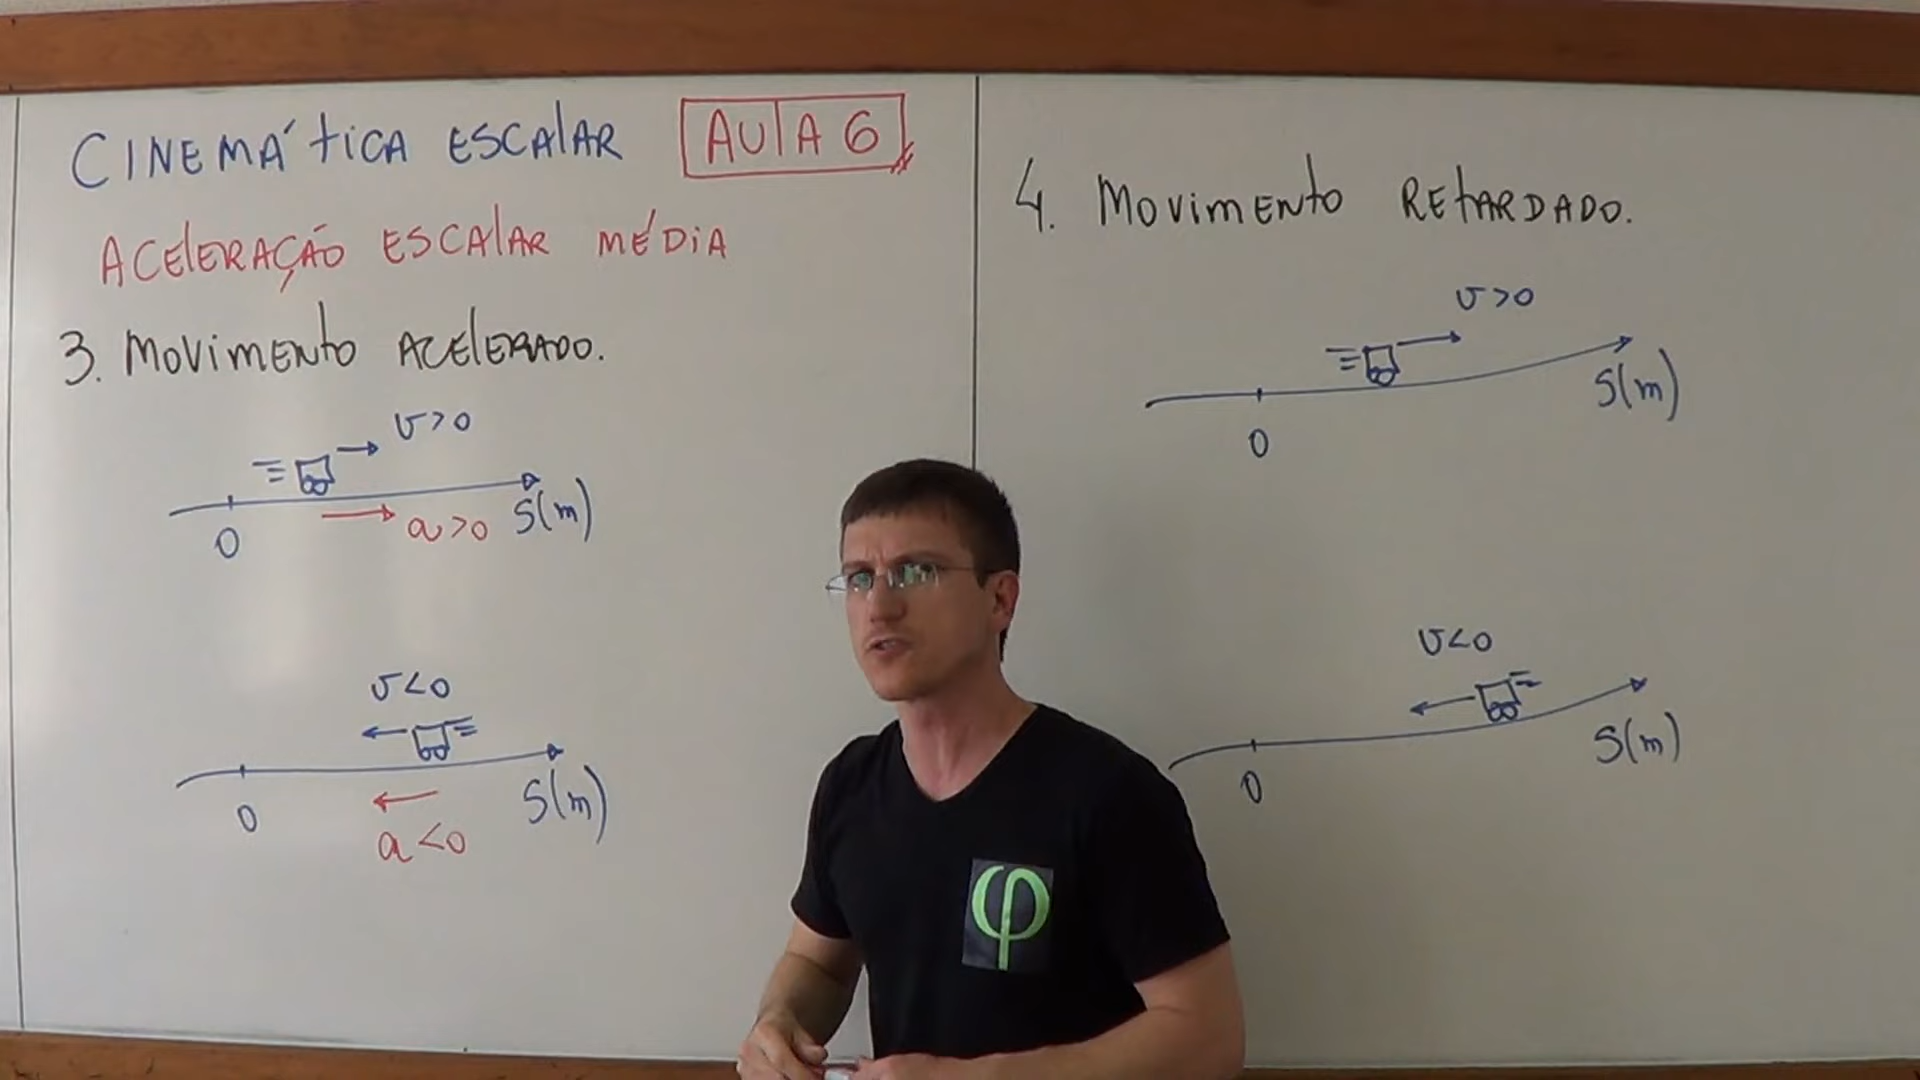 CINEMÁTICA ESCALAR AULA 6
ACELERAÇÃO ESCALAR MÉDIA
3. MOVIMENTO ACELERADO.
v>0
a>0 S(m)
0
v<0
0 S(m)
a<0
4. MOVIMENTO RETARDADO.
v>0
S(m)
0
v<0
S(m)
0
φ